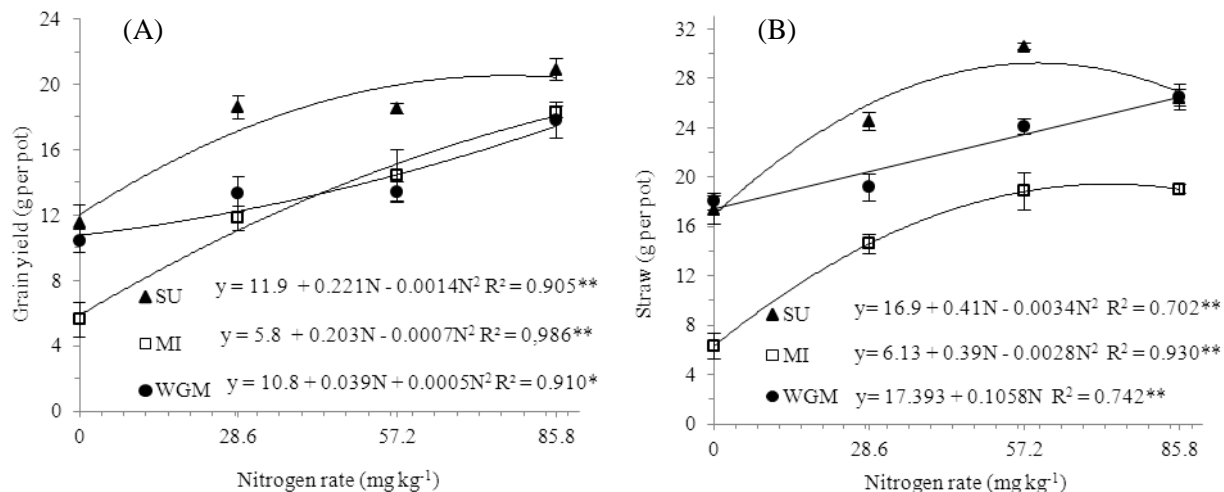 (A)
Grain yield (g per pot)
24
20
16
12
8
4
0
SU y = 11.9 + 0.221N - 0.0014N² R² = 0.905**
MI y = 5.8 + 0.203N - 0.0007N² R² = 0,986**
WGM y = 10.8 + 0.039N + 0.0005N² R² = 0.910*
0 28.6 57.2 85.8
Nitrogen rate (mg kg⁻¹)
(B)
Straw (g per pot)
32
28
24
20
16
12
8
4
0
SU y = 16.9 + 0.41N - 0.0034N² R² = 0.702**
MI y = 6.13 + 0.39N - 0.0028N² R² = 0.930**
WGM y= 17.393 + 0.1058N R² = 0.742**
0 28.6 57.2 85.8
Nitrogen rate (mg kg⁻¹)